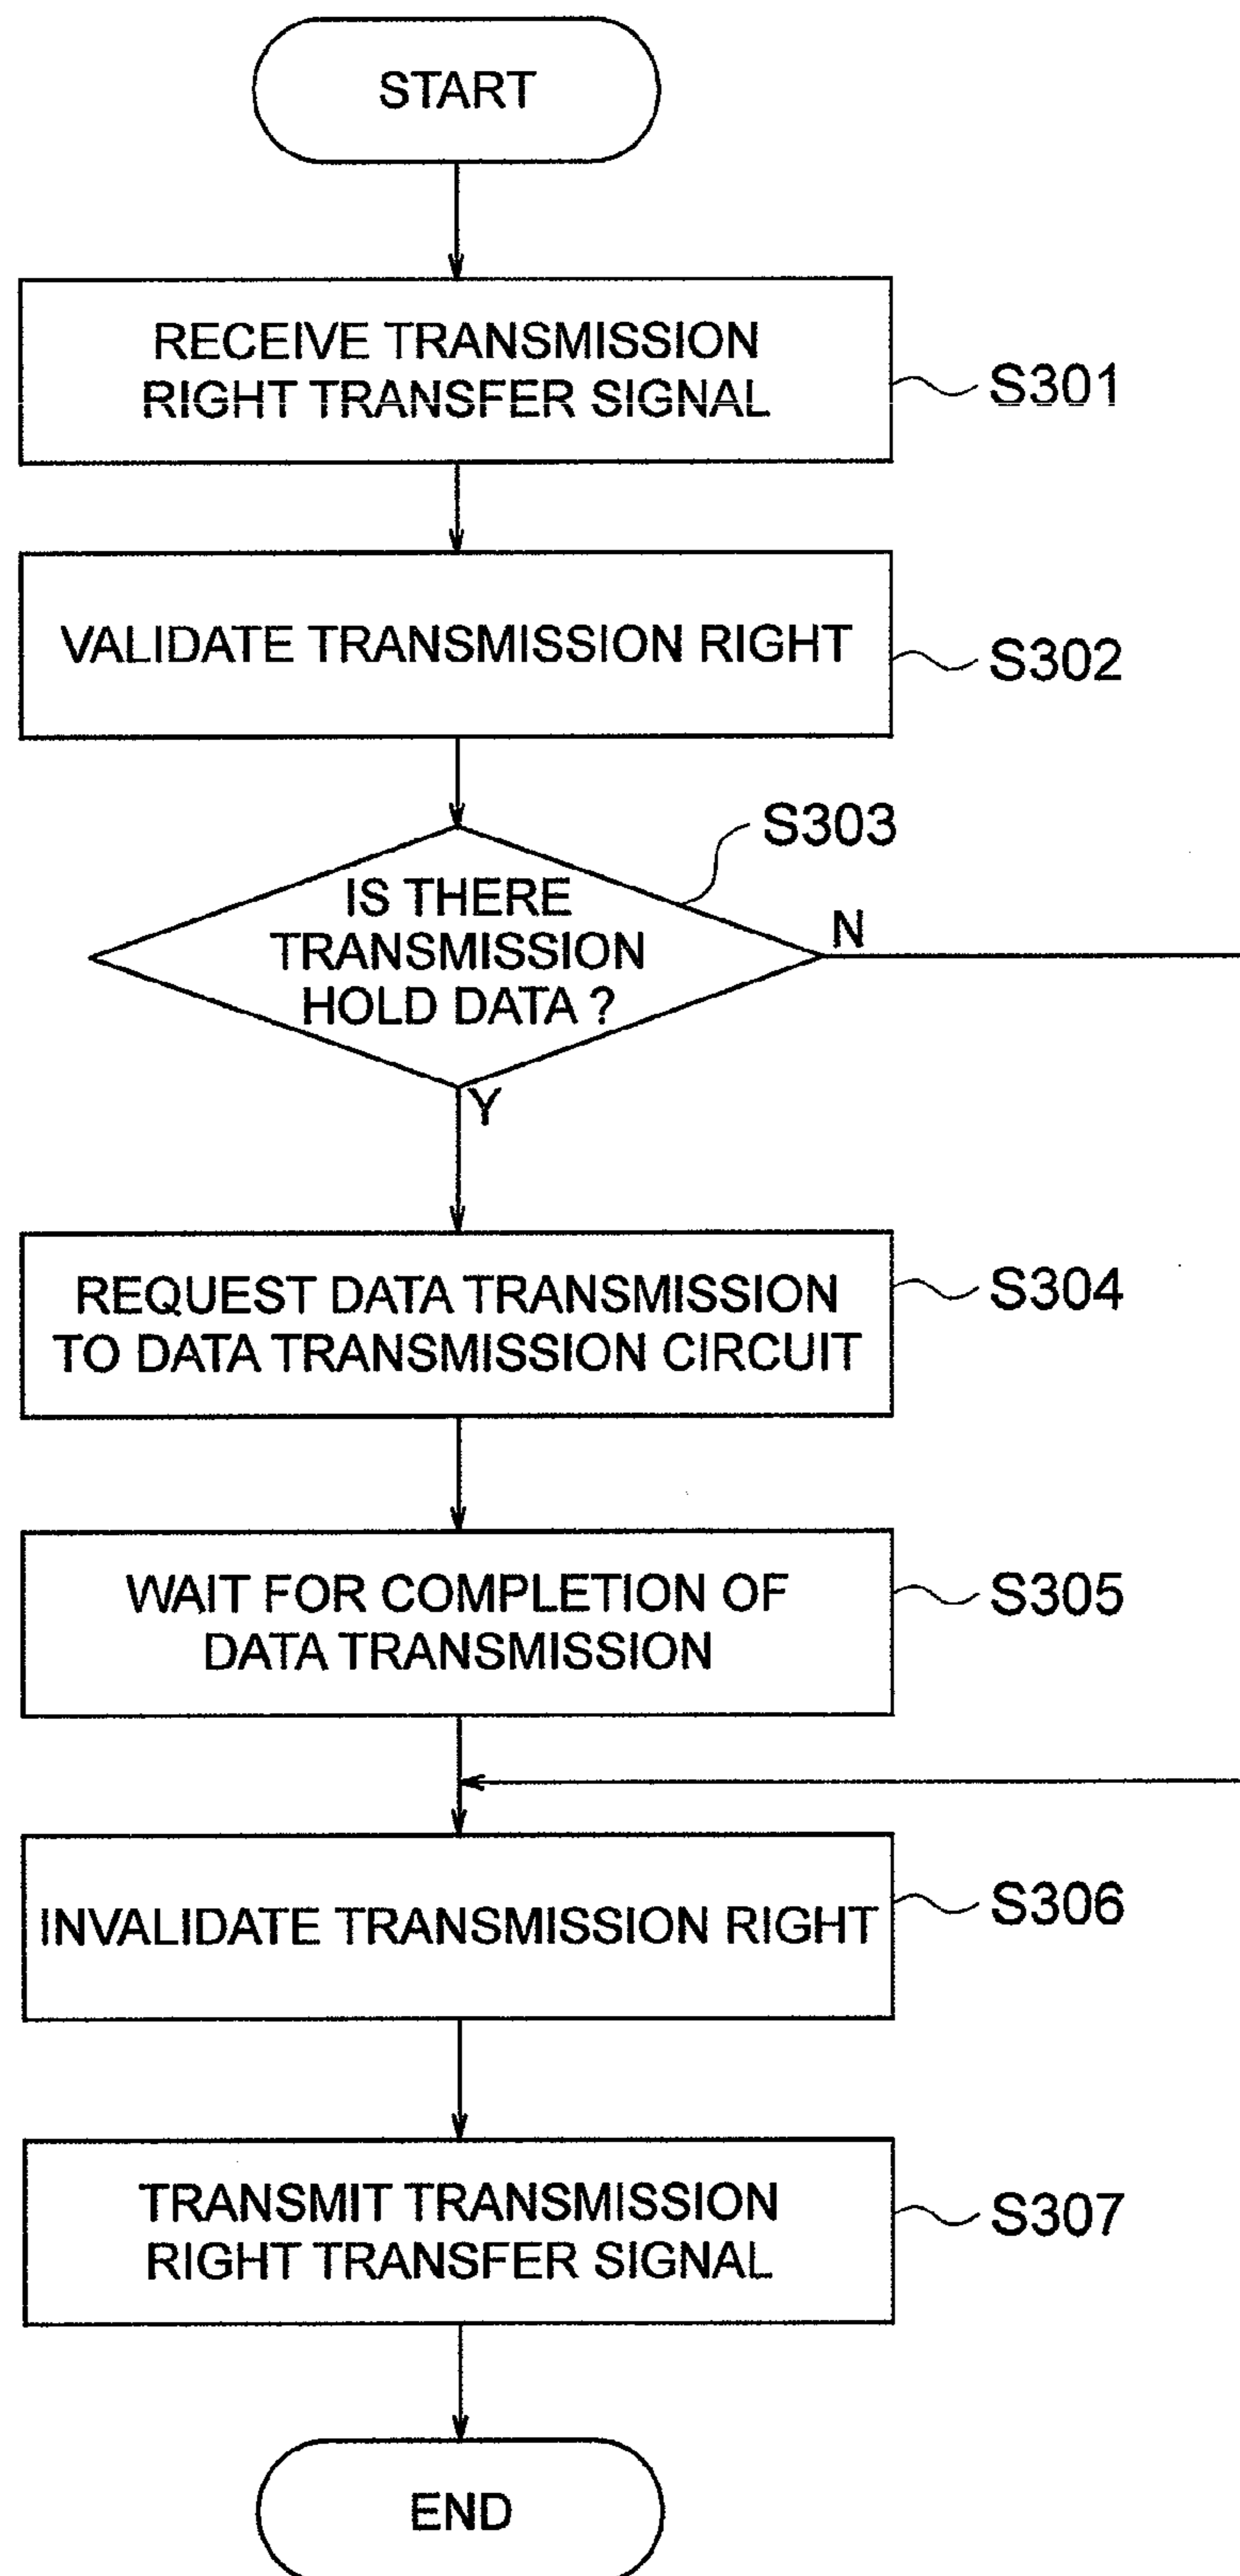 START
RECEIVE TRANSMISSION
RIGHT TRANSFER SIGNAL
S301
VALIDATE TRANSMISSION RIGHT
S302
S303
IS THERE
TRANSMISSION
HOLD DATA ?
N
Y
REQUEST DATA TRANSMISSION
TO DATA TRANSMISSION CIRCUIT
S304
WAIT FOR COMPLETION OF
DATA TRANSMISSION
S305
INVALIDATE TRANSMISSION RIGHT
S306
TRANSMIT TRANSMISSION
RIGHT TRANSFER SIGNAL
S307
END